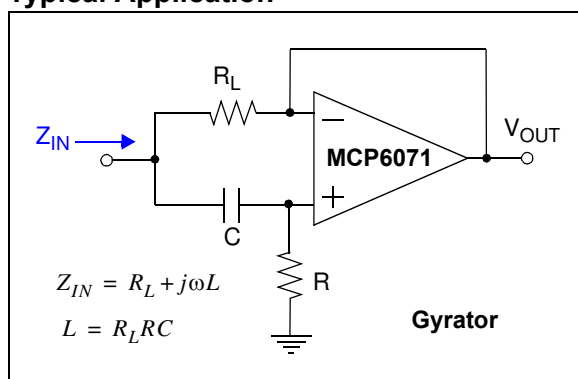 Typical Application
R_L
Z_IN
−
V_OUT
MCP6071
+
C
R
Z_IN = R_L + jωL
L = R_L RC
Gyrator